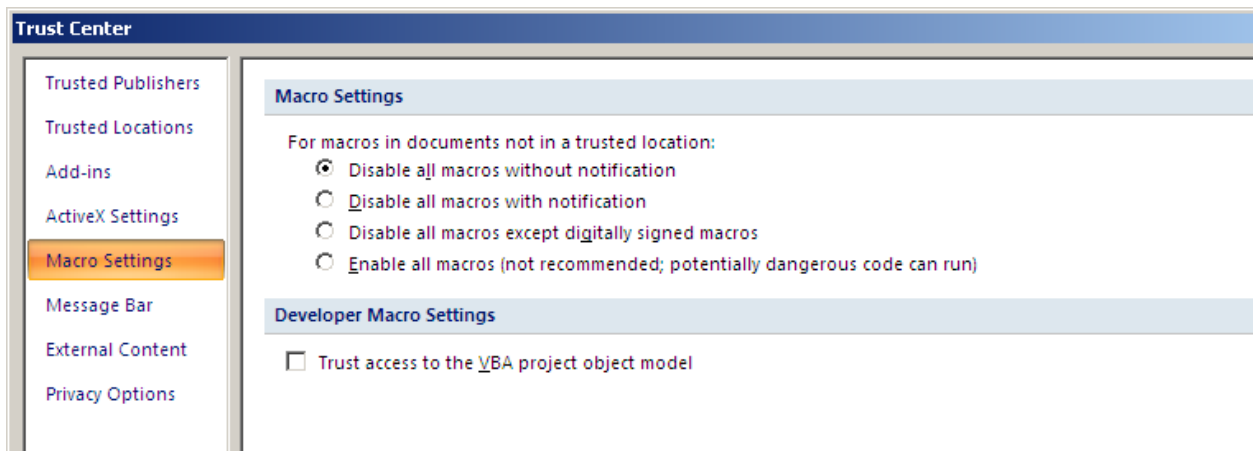 Trust Center
Trusted Publishers
Trusted Locations
Add-ins
ActiveX Settings
Macro Settings
Message Bar
External Content
Privacy Options
Macro Settings
For macros in documents not in a trusted location:
Disable all macros without notification
Disable all macros with notification
Disable all macros except digitally signed macros
Enable all macros (not recommended; potentially dangerous code can run)
Developer Macro Settings
Trust access to the VBA project object model